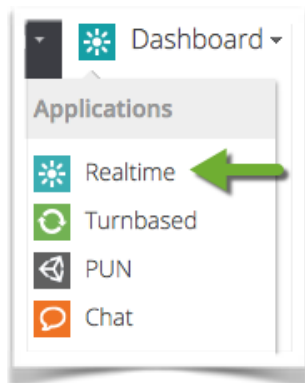 Dashboard
Applications
Realtime
Turnbased
PUN
Chat